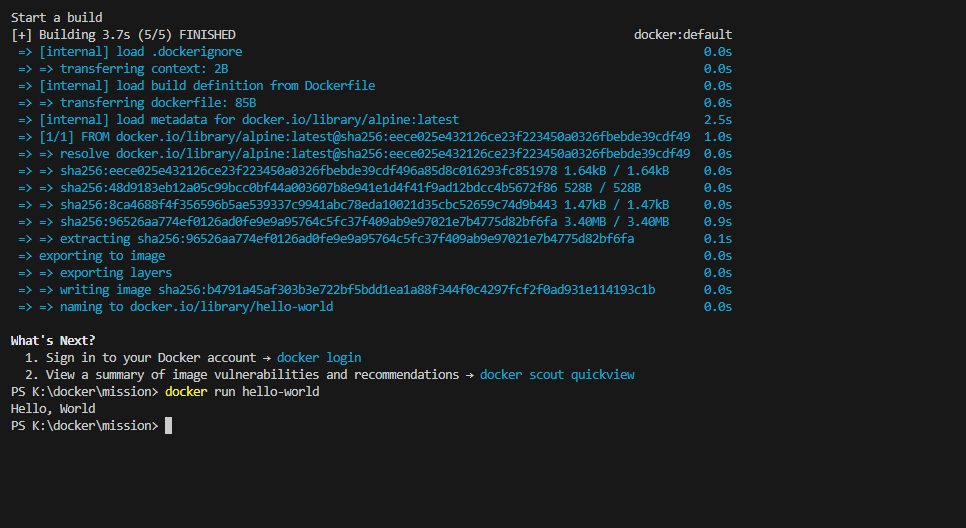 Start a build
[+] Building 3.7s (5/5) FINISHED docker:default
=> [internal] load .dockerignore 0.0s
=> => transferring context: 2B 0.0s
=> [internal] load build definition from Dockerfile 0.0s
=> => transferring dockerfile: 85B 0.0s
=> [internal] load metadata for docker.io/library/alpine:latest 2.5s
=> [1/1] FROM docker.io/library/alpine:latest@sha256:eece025e432126ce23f223450a0326fbebde39cdf49 1.0s
=> => resolve docker.io/library/alpine:latest@sha256:eece025e432126ce23f223450a0326fbebde39cdf49 0.0s
=> => sha256:eece025e432126ce23f223450a0326fbebde39cdf496a85d8c016293fc851978 1.64kB / 1.64kB 0.0s
=> => sha256:48d9183eb12a05c99bcc0bf44a003607b8e941e1d4f41f9ad12bdcc4b5672f86 528B / 528B 0.0s
=> => sha256:8ca4688f4f356596b5ae539337c9941abc78eda10021d35cbc52659c74d9b443 1.47kB / 1.47kB 0.0s
=> => sha256:96526aa774ef0126ad0fe9e9a95764c5fc37f409ab9e97021e7b4775d82bf6fa 3.40MB / 3.40MB 0.9s
=> => extracting sha256:96526aa774ef0126ad0fe9e9a95764c5fc37f409ab9e97021e7b4775d82bf6fa 0.1s
=> exporting to image 0.0s
=> => exporting layers 0.0s
=> => writing image sha256:b4791a45af303b3e722bf5bdd1ea1a88f344f0c4297fcf2f0ad931e114193c1b 0.0s
=> => naming to docker.io/library/hello-world 0.0s
What's Next?
1. Sign in to your Docker account → docker login
2. View a summary of image vulnerabilities and recommendations → docker scout quickview
PS K:\docker\mission> docker run hello-world
Hello, World
PS K:\docker\mission>